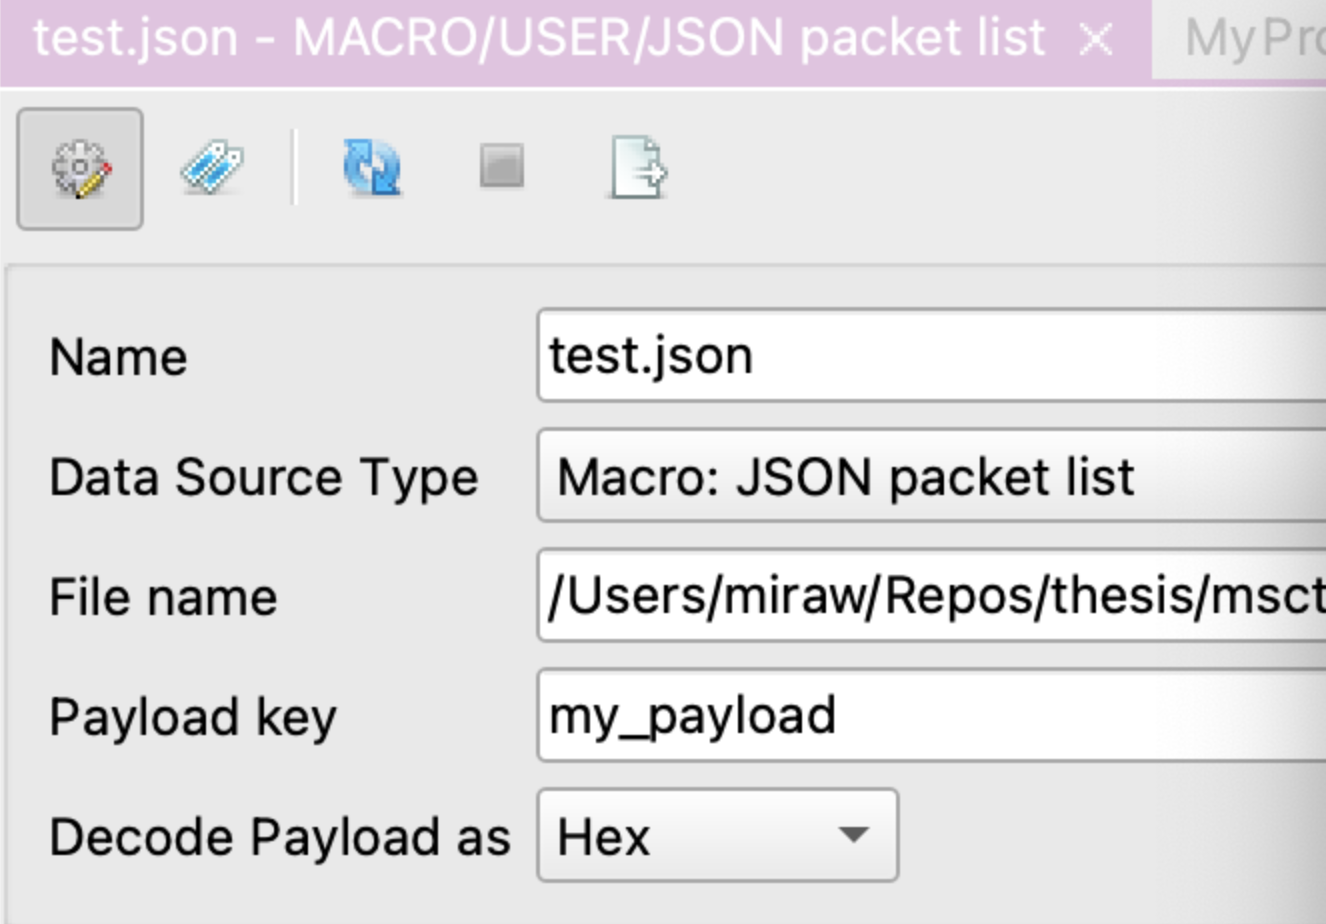 test.json - MACRO/USER/JSON packet list × MyPro
Name test.json
Data Source Type Macro: JSON packet list
File name /Users/miraw/Repos/thesis/msct
Payload key my_payload
Decode Payload as Hex